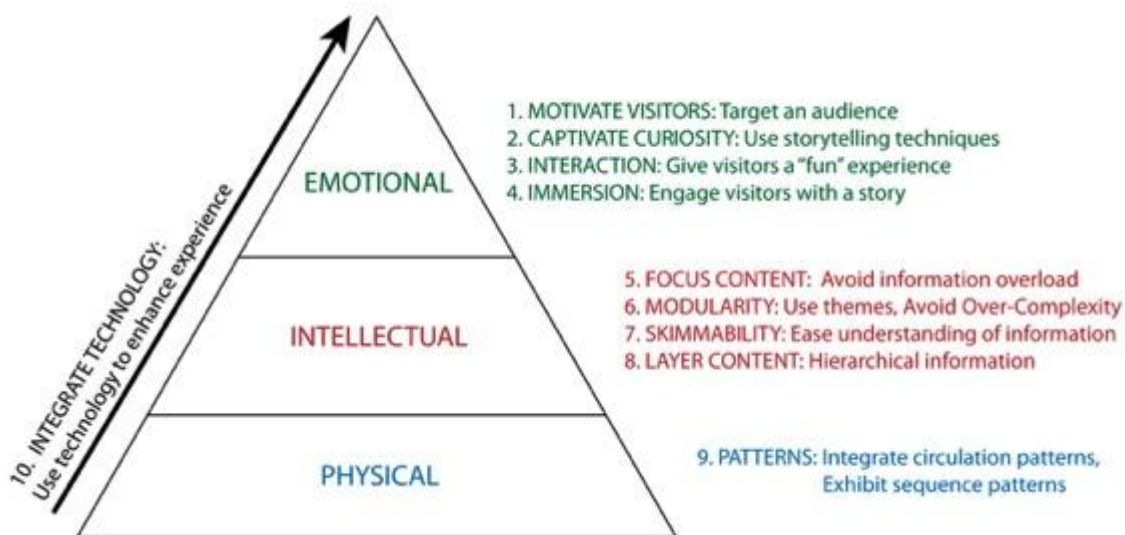 1. MOTIVATE VISITORS: Target an audience
2. CAPTIVATE CURIOSITY: Use storytelling techniques
3. INTERACTION: Give visitors a "fun" experience
4. IMMERSION: Engage visitors with a story
EMOTIONAL
5. FOCUS CONTENT: Avoid information overload
6. MODULARITY: Use themes, Avoid Over-Complexity
7. SKIMMABILITY: Ease understanding of information
8. LAYER CONTENT: Hierarchical information
INTELLECTUAL
9. PATTERNS: Integrate circulation patterns,
Exhibit sequence patterns
PHYSICAL
10. INTEGRATE TECHNOLOGY:
Use technology to enhance experience